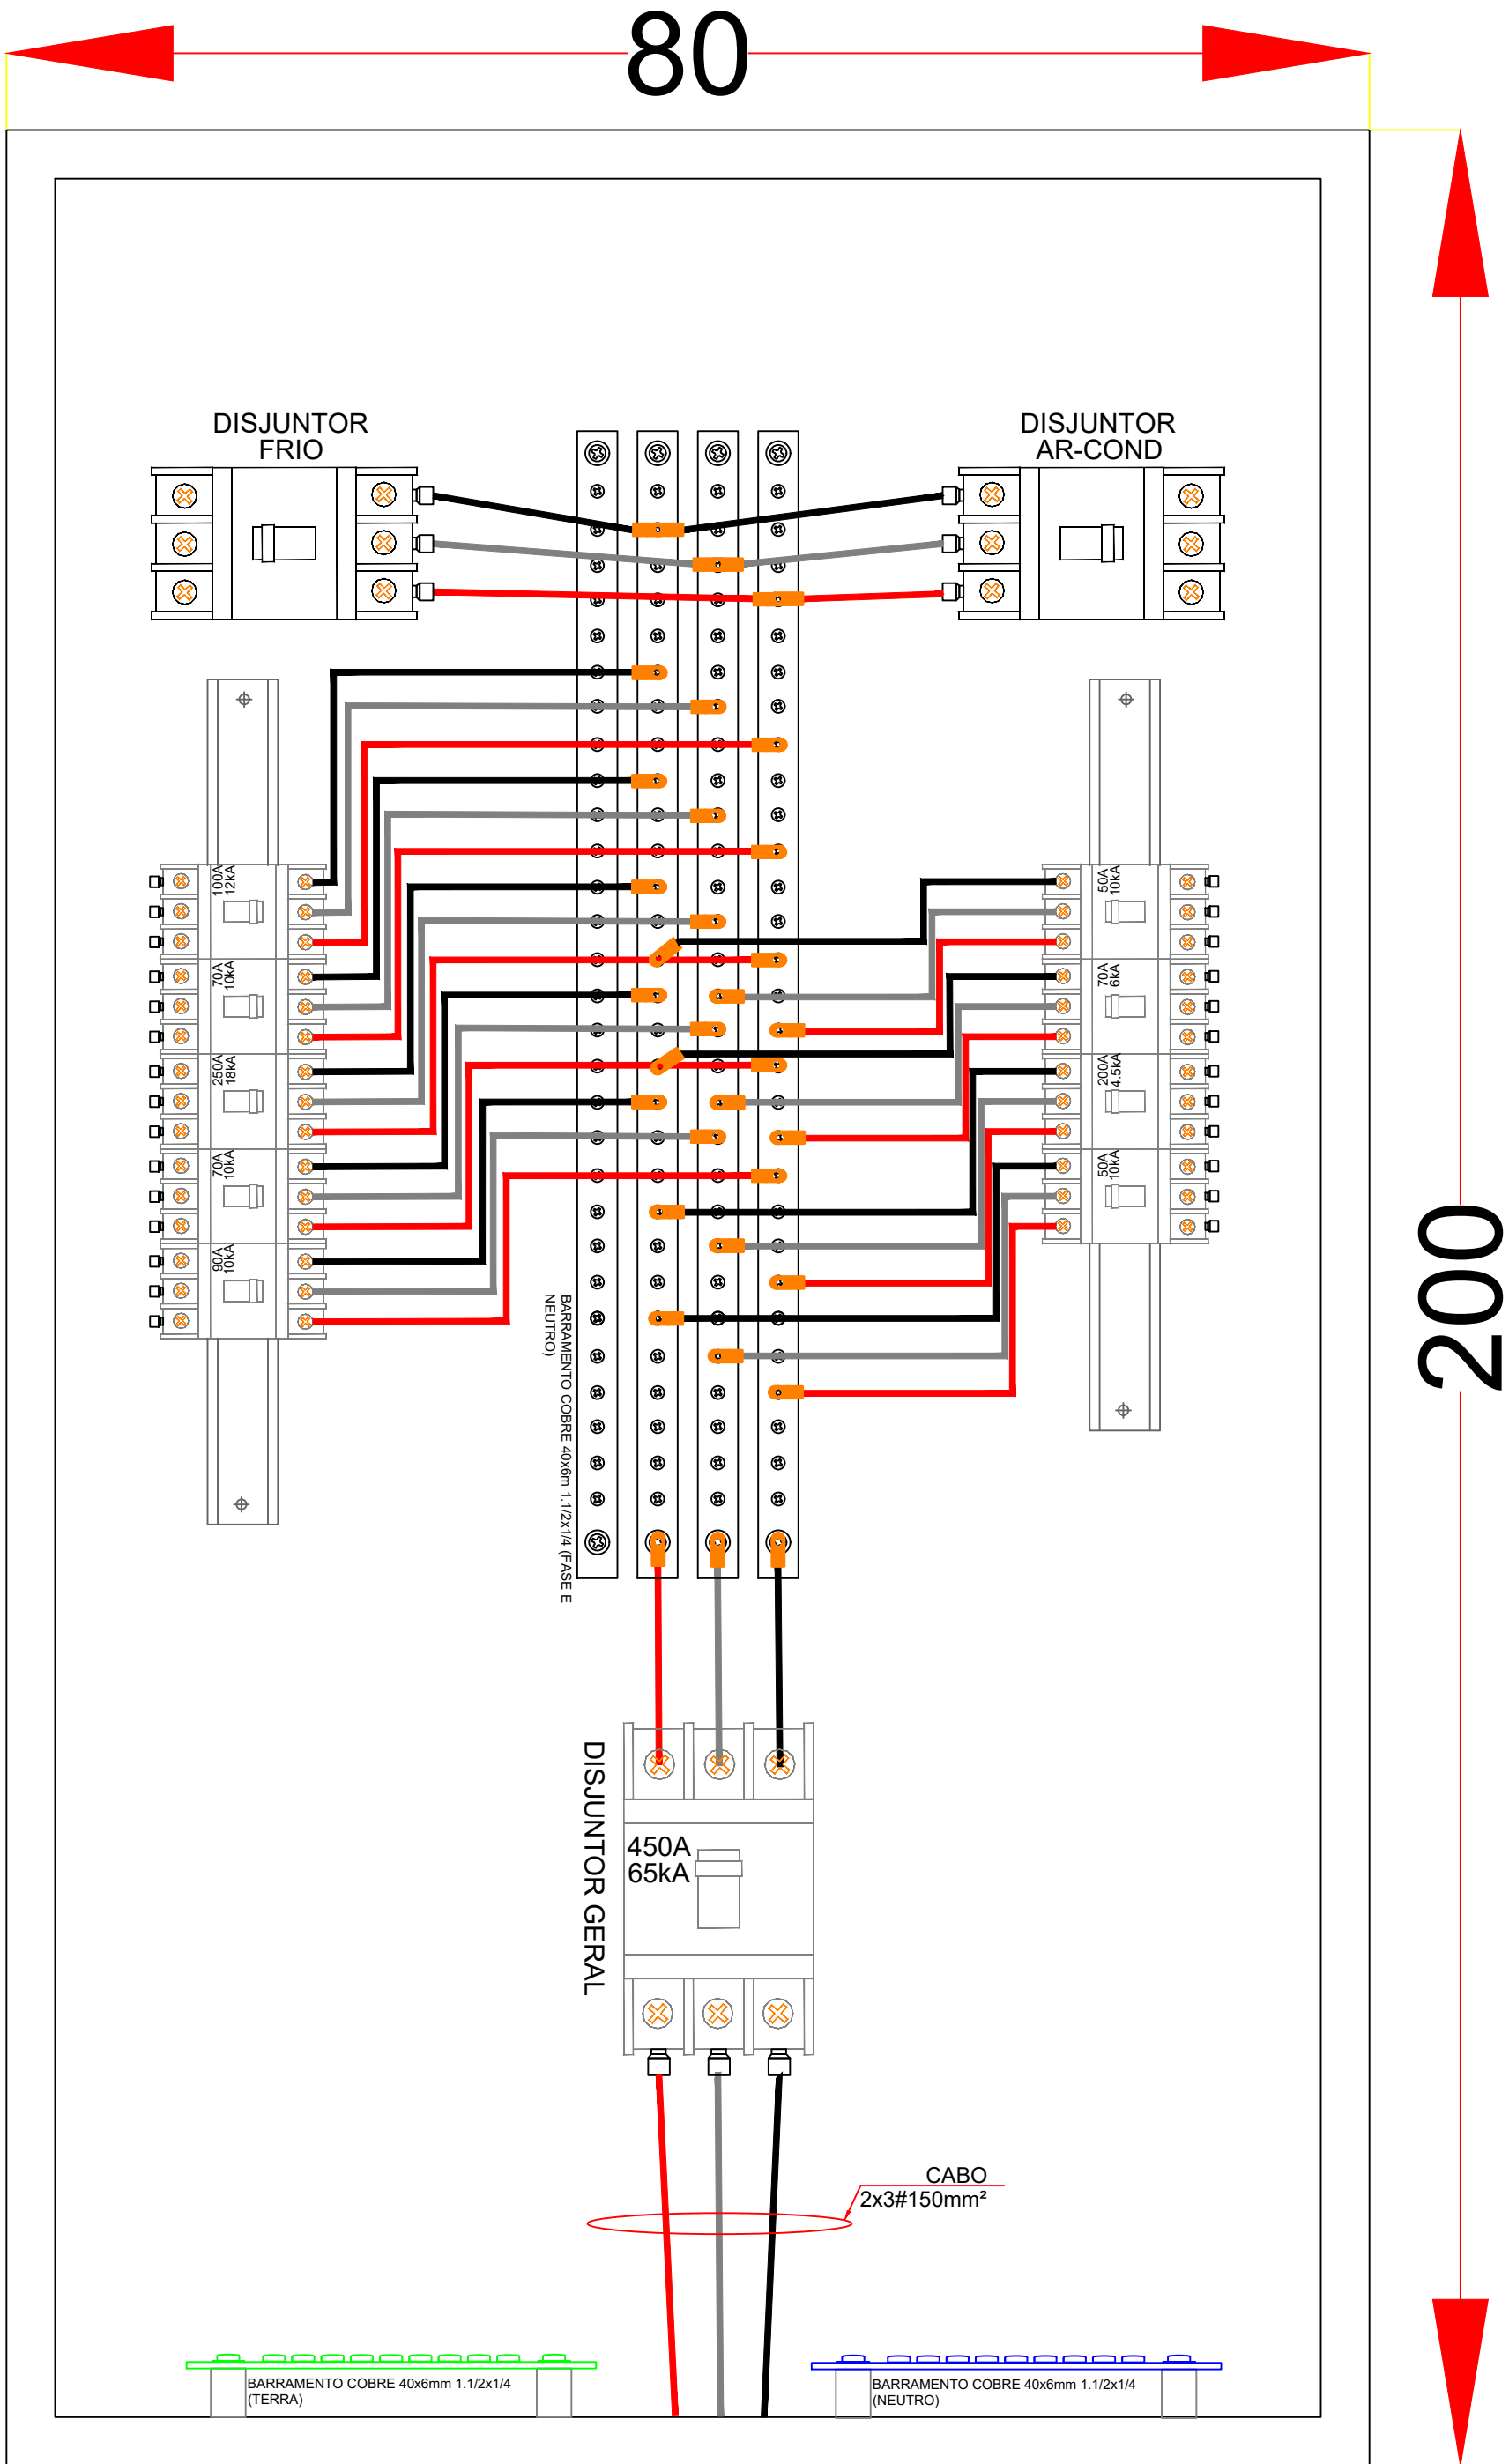 80
DISJUNTOR
FRIO
DISJUNTOR
AR-COND
100A
12kA
70A
10kA
250A
18kA
70A
10kA
90A
10kA
50A
10kA
70A
6kA
200A
4.5kA
50A
10kA
200
BARRAMENTO COBRE 40x6m 1.1/2x1/4 (FASE E
NEUTRO)
DISJUNTOR GERAL
450A
65kA
CABO
2x3#150mm²
BARRAMENTO COBRE 40x6mm 1.1/2x1/4
(TERRA)
BARRAMENTO COBRE 40x6mm 1.1/2x1/4
(NEUTRO)